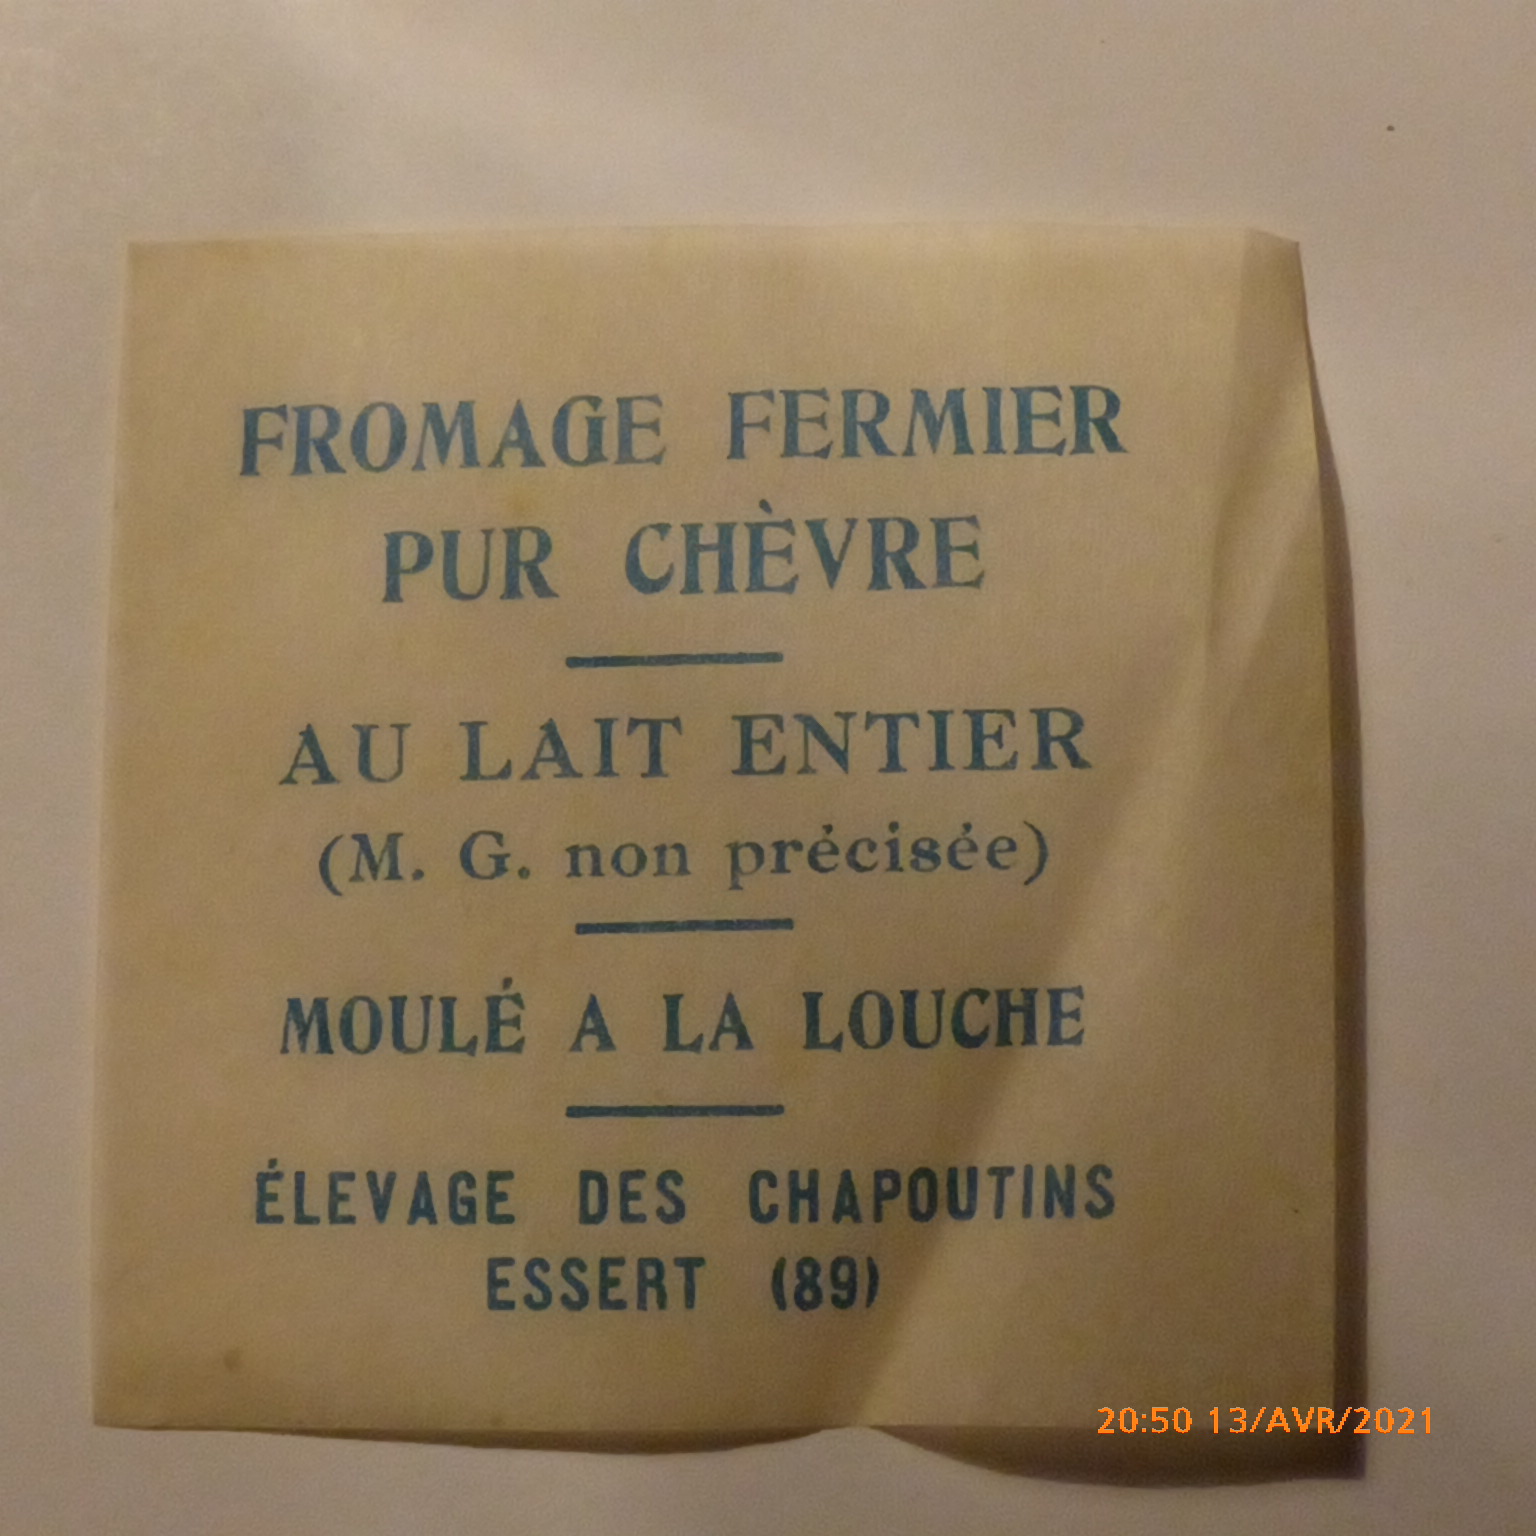 FROMAGE FERMIER
PUR CHÈVRE
AU LAIT ENTIER
(M. G. non précisée)
MOULÉ A LA LOUCHE
ÉLEVAGE DES CHAPOUTINS
ESSERT (89)
20:50 13/AVR/2021